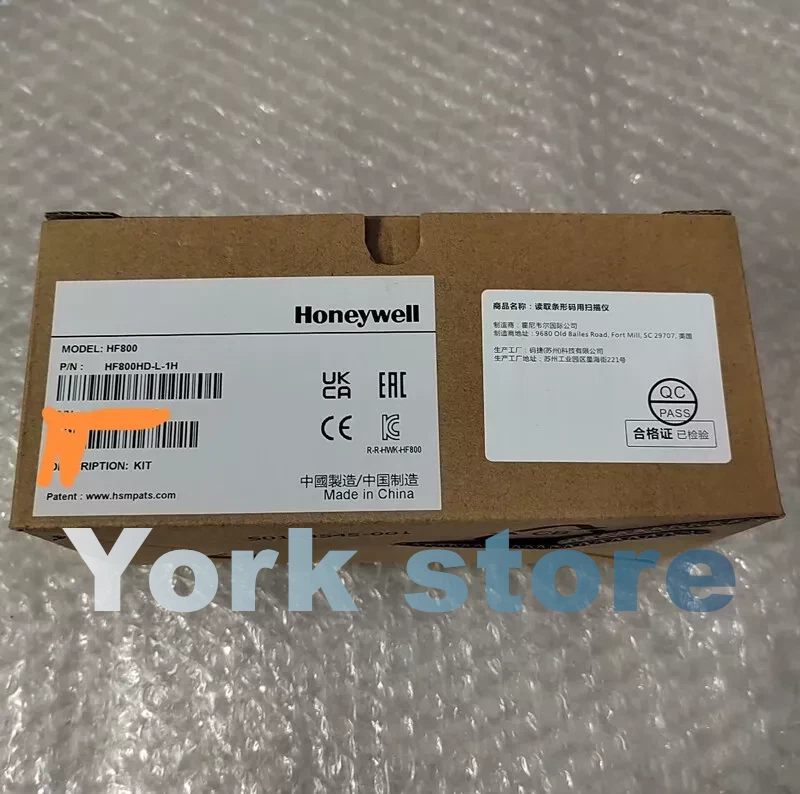 Honeywell
MODEL: HF800
P/N : HF800HD-L-1H
UK
CA
EAC
CE
R-R-HWK-HF800
DESCRIPTION: KIT
中國製造/中国制造
Made in China
Patent : www.hsmpats.com
商品名称：读取条形码用扫描仪
制造商：霍尼韦尔国际公司
制造商地址：9680 Old Bailes Road, Fort Mill, SC 29707, 美国
生产工厂：码捷(苏州)科技有限公司
生产工厂地址：苏州工业园区星海街221号
QC
PASS
合格证 已检验
York store